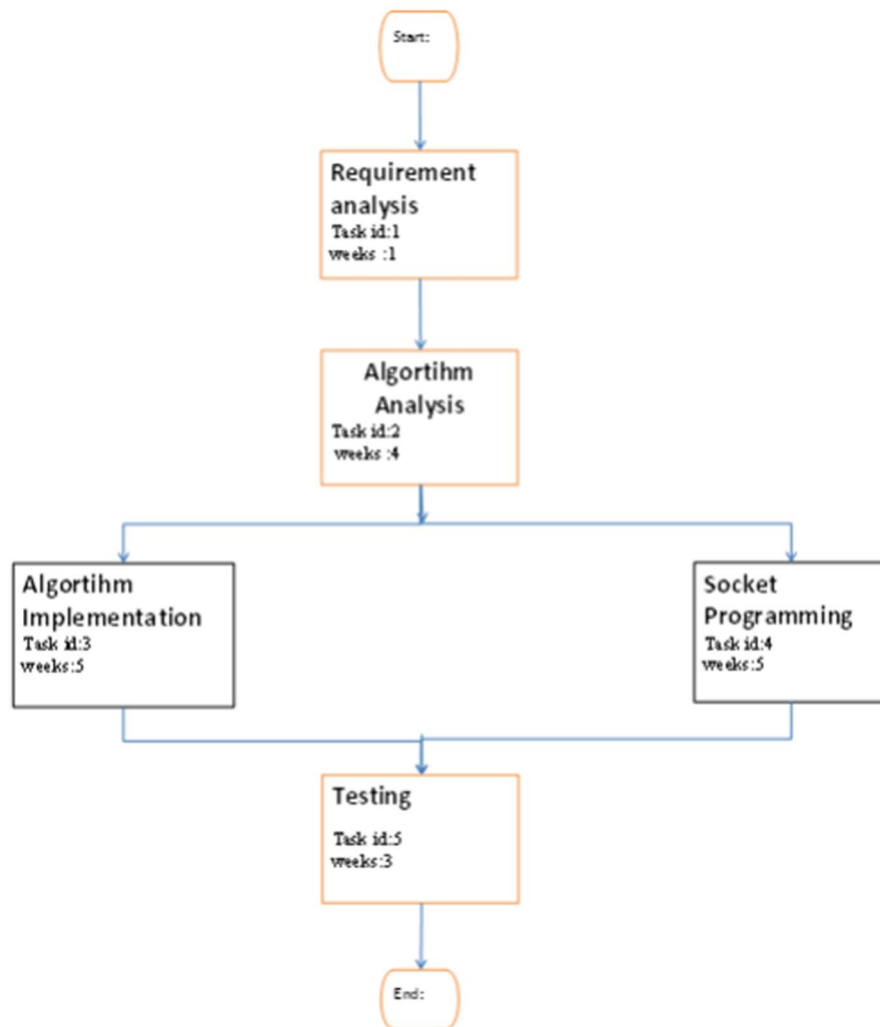 Start:
Requirement
analysis
Task id:1
weeks :1
Algortihm
Analysis
Task id:2
weeks :4
Algortihm
Implementation
Task id:3
weeks:5
Socket
Programming
Task id:4
weeks:5
Testing
Task id:5
weeks:3
End: